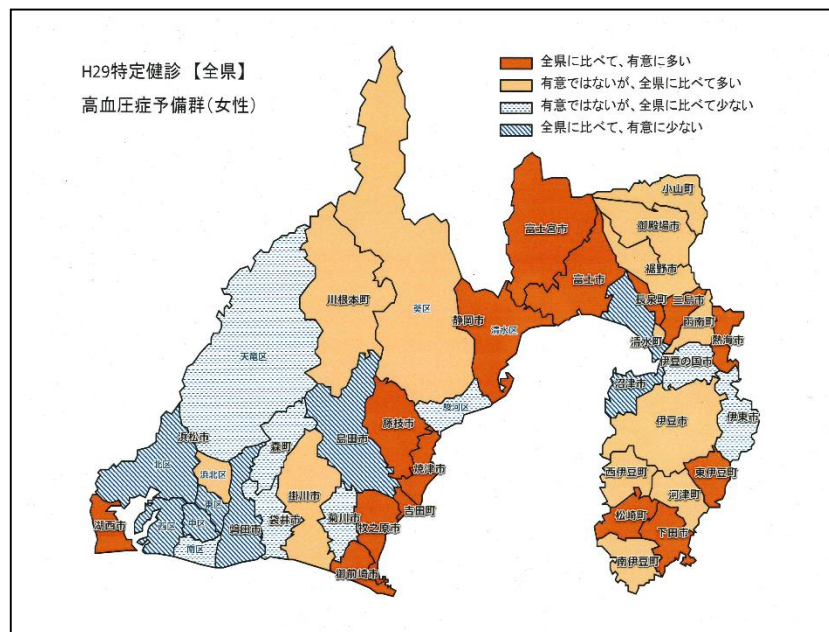 H29特定健診 【全県】
高血圧症予備群(女性)
全県に比べて、有意に多い
有意ではないが、全県に比べて多い
有意ではないが、全県に比べて少ない
全県に比べて、有意に少ない
小山町
御殿場市
富士宮市
裾野市
富士市
川根本町
葵区
静岡市
清水区
長泉町
三島市
函南町
清水町
熱海市
天竜区
伊豆の国市
沼津市
駿河区
伊東市
藤枝市
島田市
伊豆市
浜松市
森町
焼津市
北区
浜北区
西伊豆町
東伊豆町
掛川市
河津町
東区
吉田町
湖西市
西区
中区
磐田市
袋井市
菊川市
牧之原市
松崎町
下田市
南区
南伊豆町
御前崎市